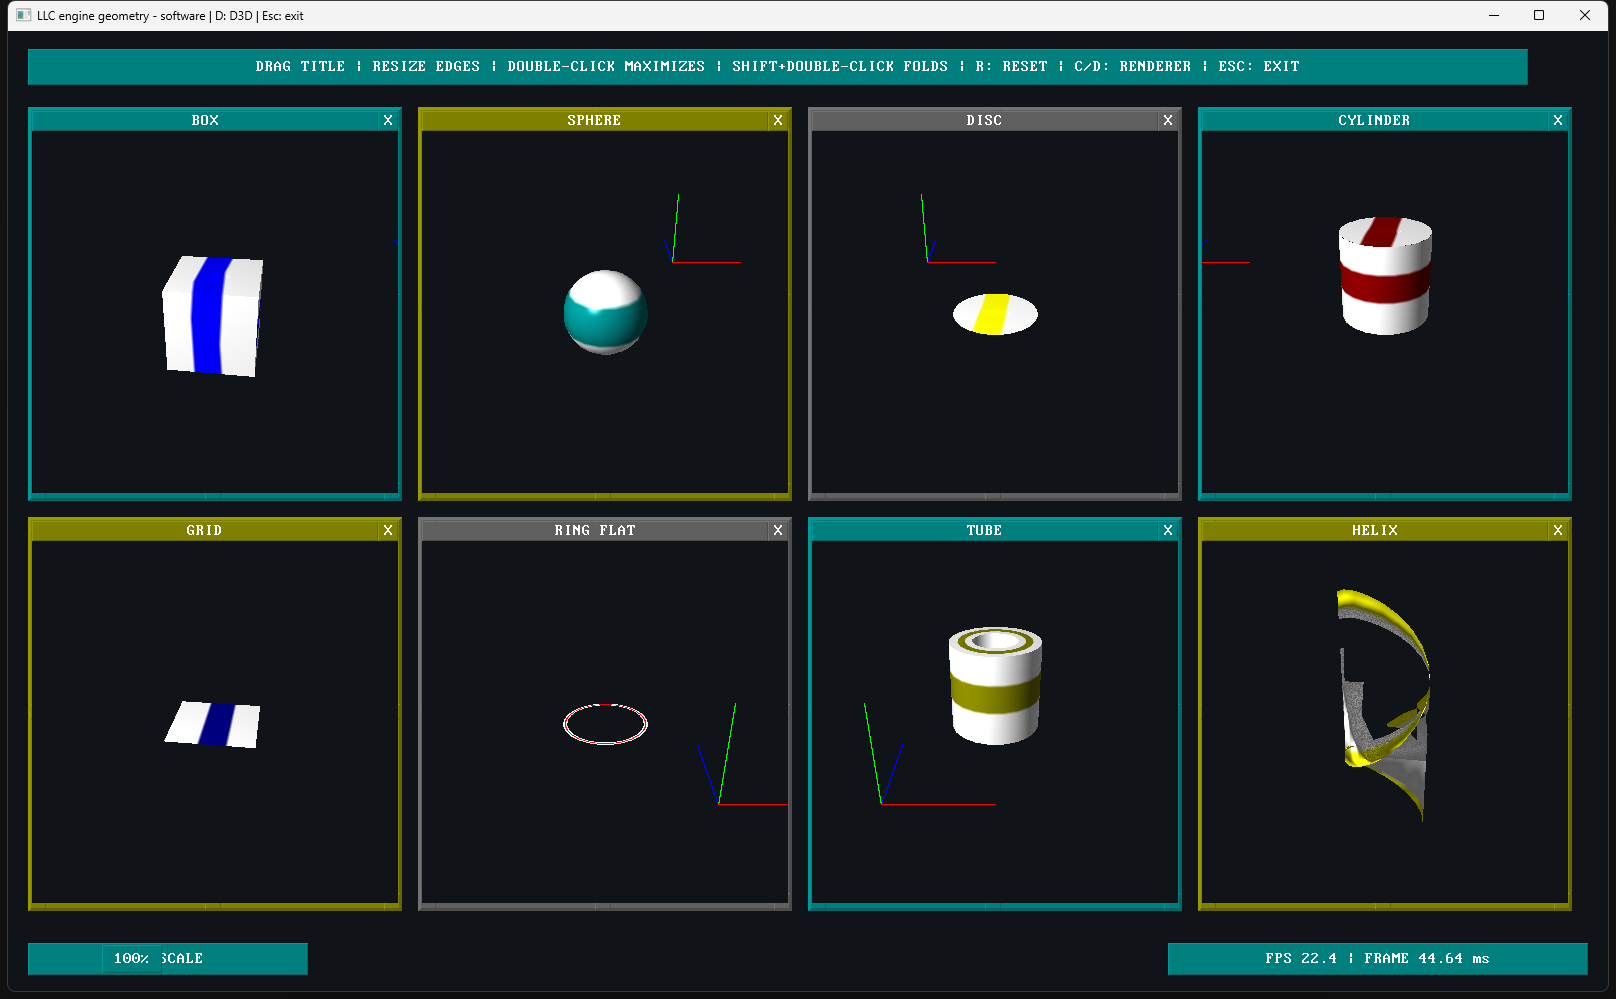 LLC engine geometry - software | D: D3D | Esc: exit
DRAG TITLE | RESIZE EDGES | DOUBLE-CLICK MAXIMIZES | SHIFT+DOUBLE-CLICK FOLDS | R: RESET | C/D: RENDERER | ESC: EXIT
BOX X
SPHERE X
DISC X
CYLINDER X
GRID X
RING FLAT X
TUBE X
HELIX X
100% SCALE
FPS 22.4 | FRAME 44.64 ms